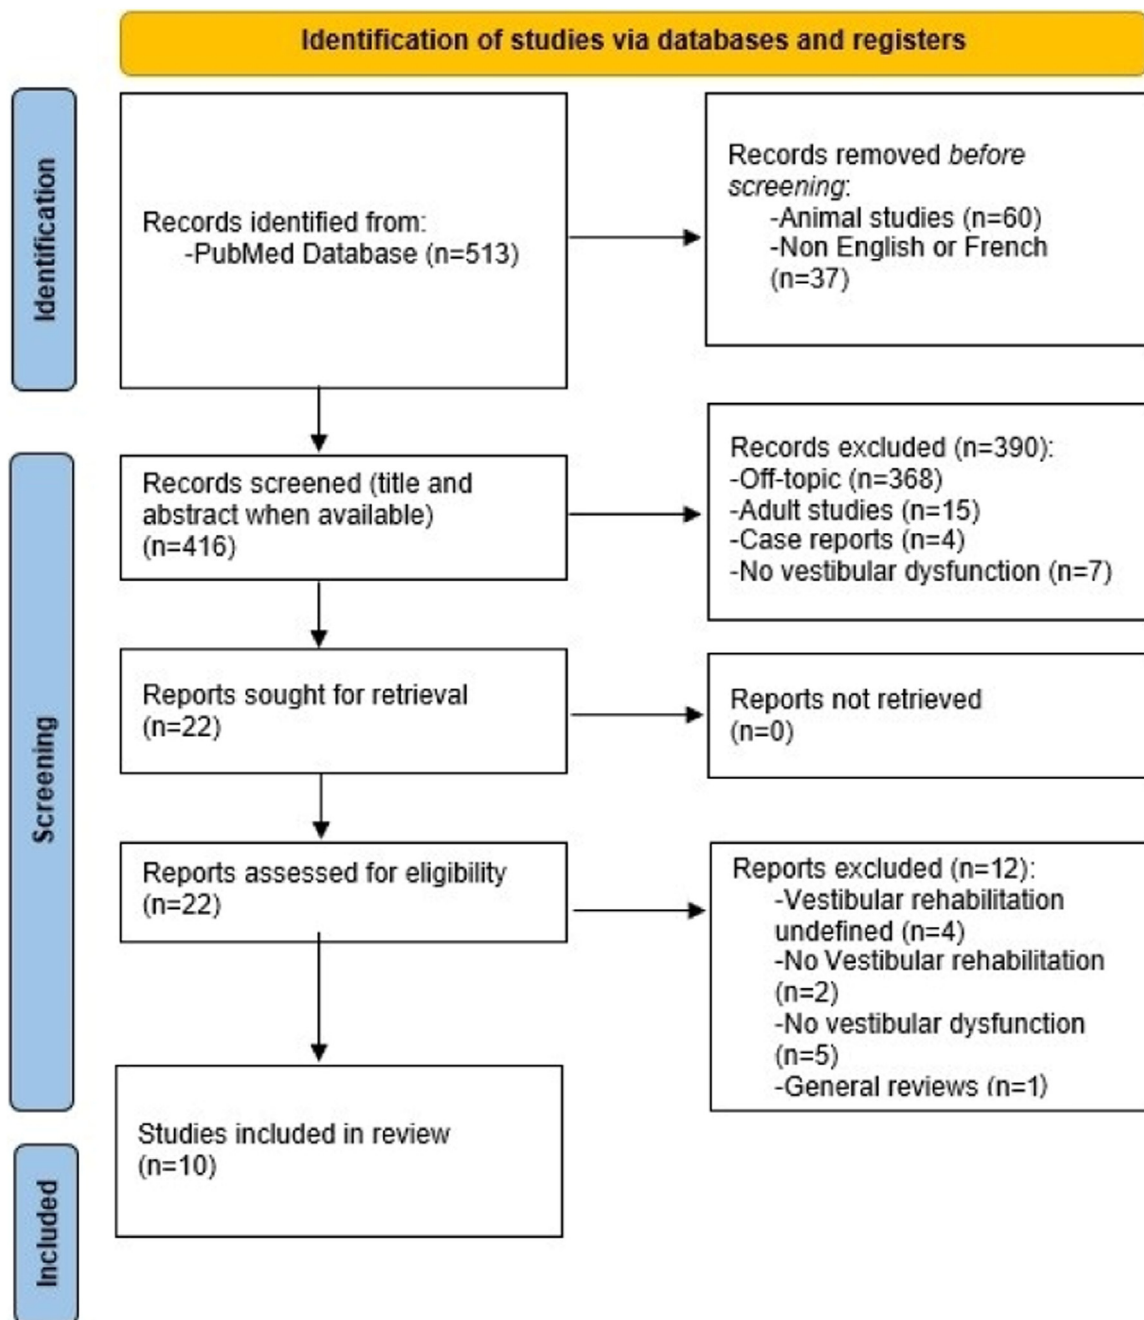 Identification of studies via databases and registers
Identification
Records identified from:
-PubMed Database (n=513)
Records removed before
screening:
-Animal studies (n=60)
-Non English or French
(n=37)
Screening
Records screened (title and
abstract when available)
(n=416)
Records excluded (n=390):
-Off-topic (n=368)
-Adult studies (n=15)
-Case reports (n=4)
-No vestibular dysfunction (n=7)
Reports sought for retrieval
(n=22)
Reports not retrieved
(n=0)
Reports assessed for eligibility
(n=22)
Reports excluded (n=12):
-Vestibular rehabilitation
undefined (n=4)
-No Vestibular rehabilitation
(n=2)
-No vestibular dysfunction
(n=5)
-General reviews (n=1)
Included
Studies included in review
(n=10)